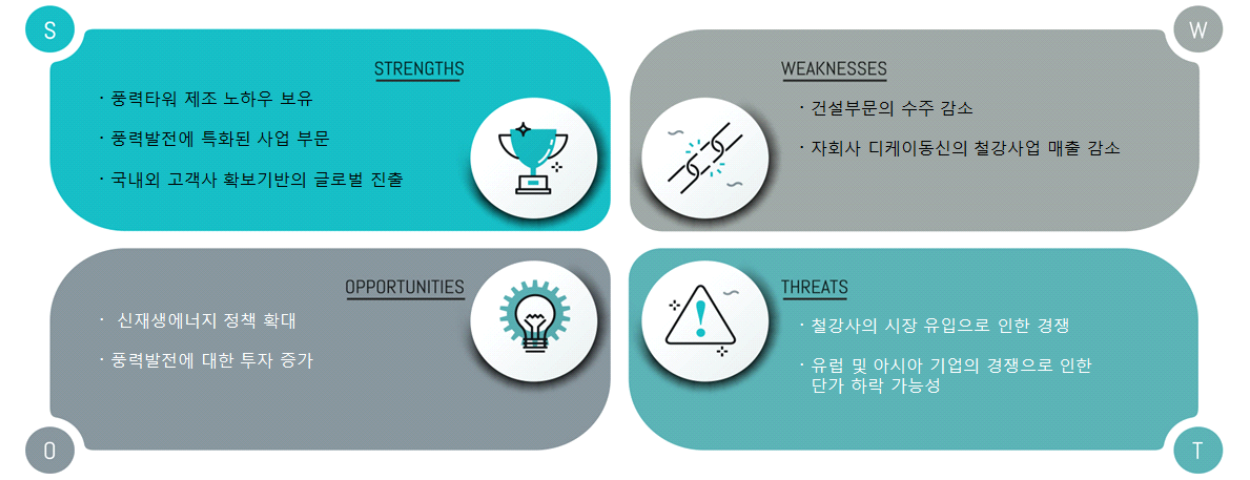 S
STRENGTHS
· 풍력타워 제조 노하우 보유
· 풍력발전에 특화된 사업 부문
· 국내외 고객사 확보기반의 글로벌 진출
W
WEAKNESSES
· 건설부문의 수주 감소
· 자회사 디케이동신의 철강사업 매출 감소
OPPORTUNITIES
· 신재생에너지 정책 확대
· 풍력발전에 대한 투자 증가
O
THREATS
· 철강사의 시장 유입으로 인한 경쟁
· 유럽 및 아시아 기업의 경쟁으로 인한
단가 하락 가능성
T